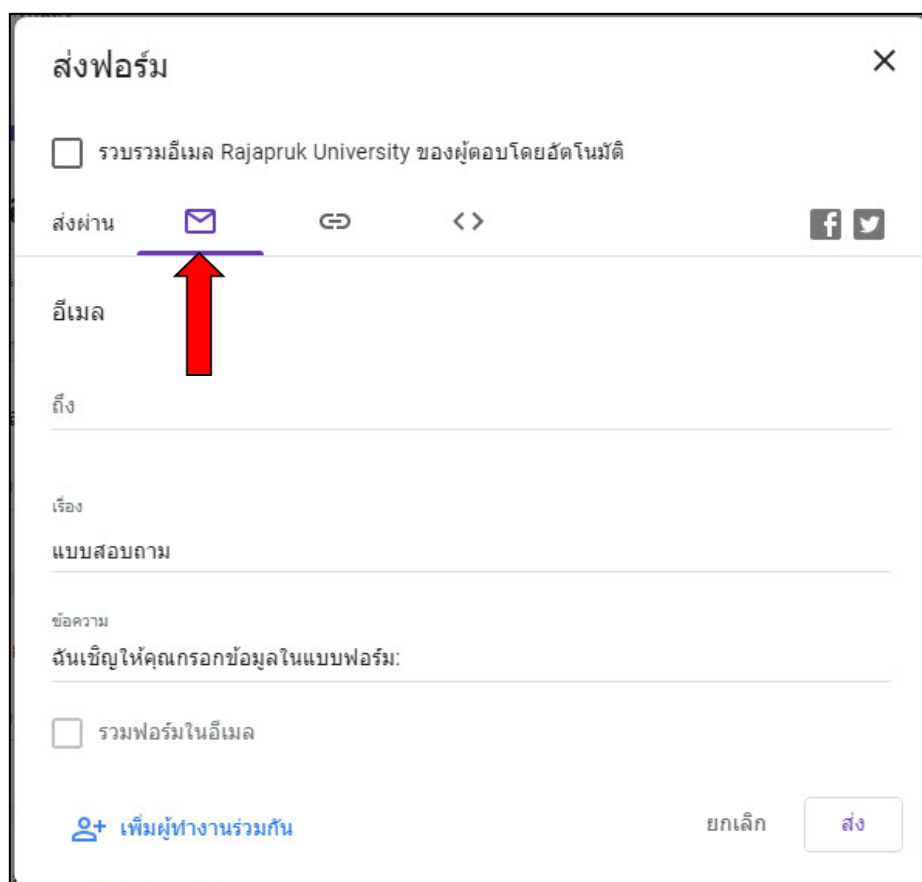 ส่งฟอร์ม
รวบรวมอีเมล Rajapruk University ของผู้ตอบโดยอัตโนมัติ
ส่งผ่าน
อีเมล
ถึง
เรื่อง
แบบสอบถาม
ข้อความ
ฉันเชิญให้คุณกรอกข้อมูลในแบบฟอร์ม:
รวมฟอร์มในอีเมล
เพิ่มผู้ทำงานร่วมกัน
ยกเลิก
ส่ง